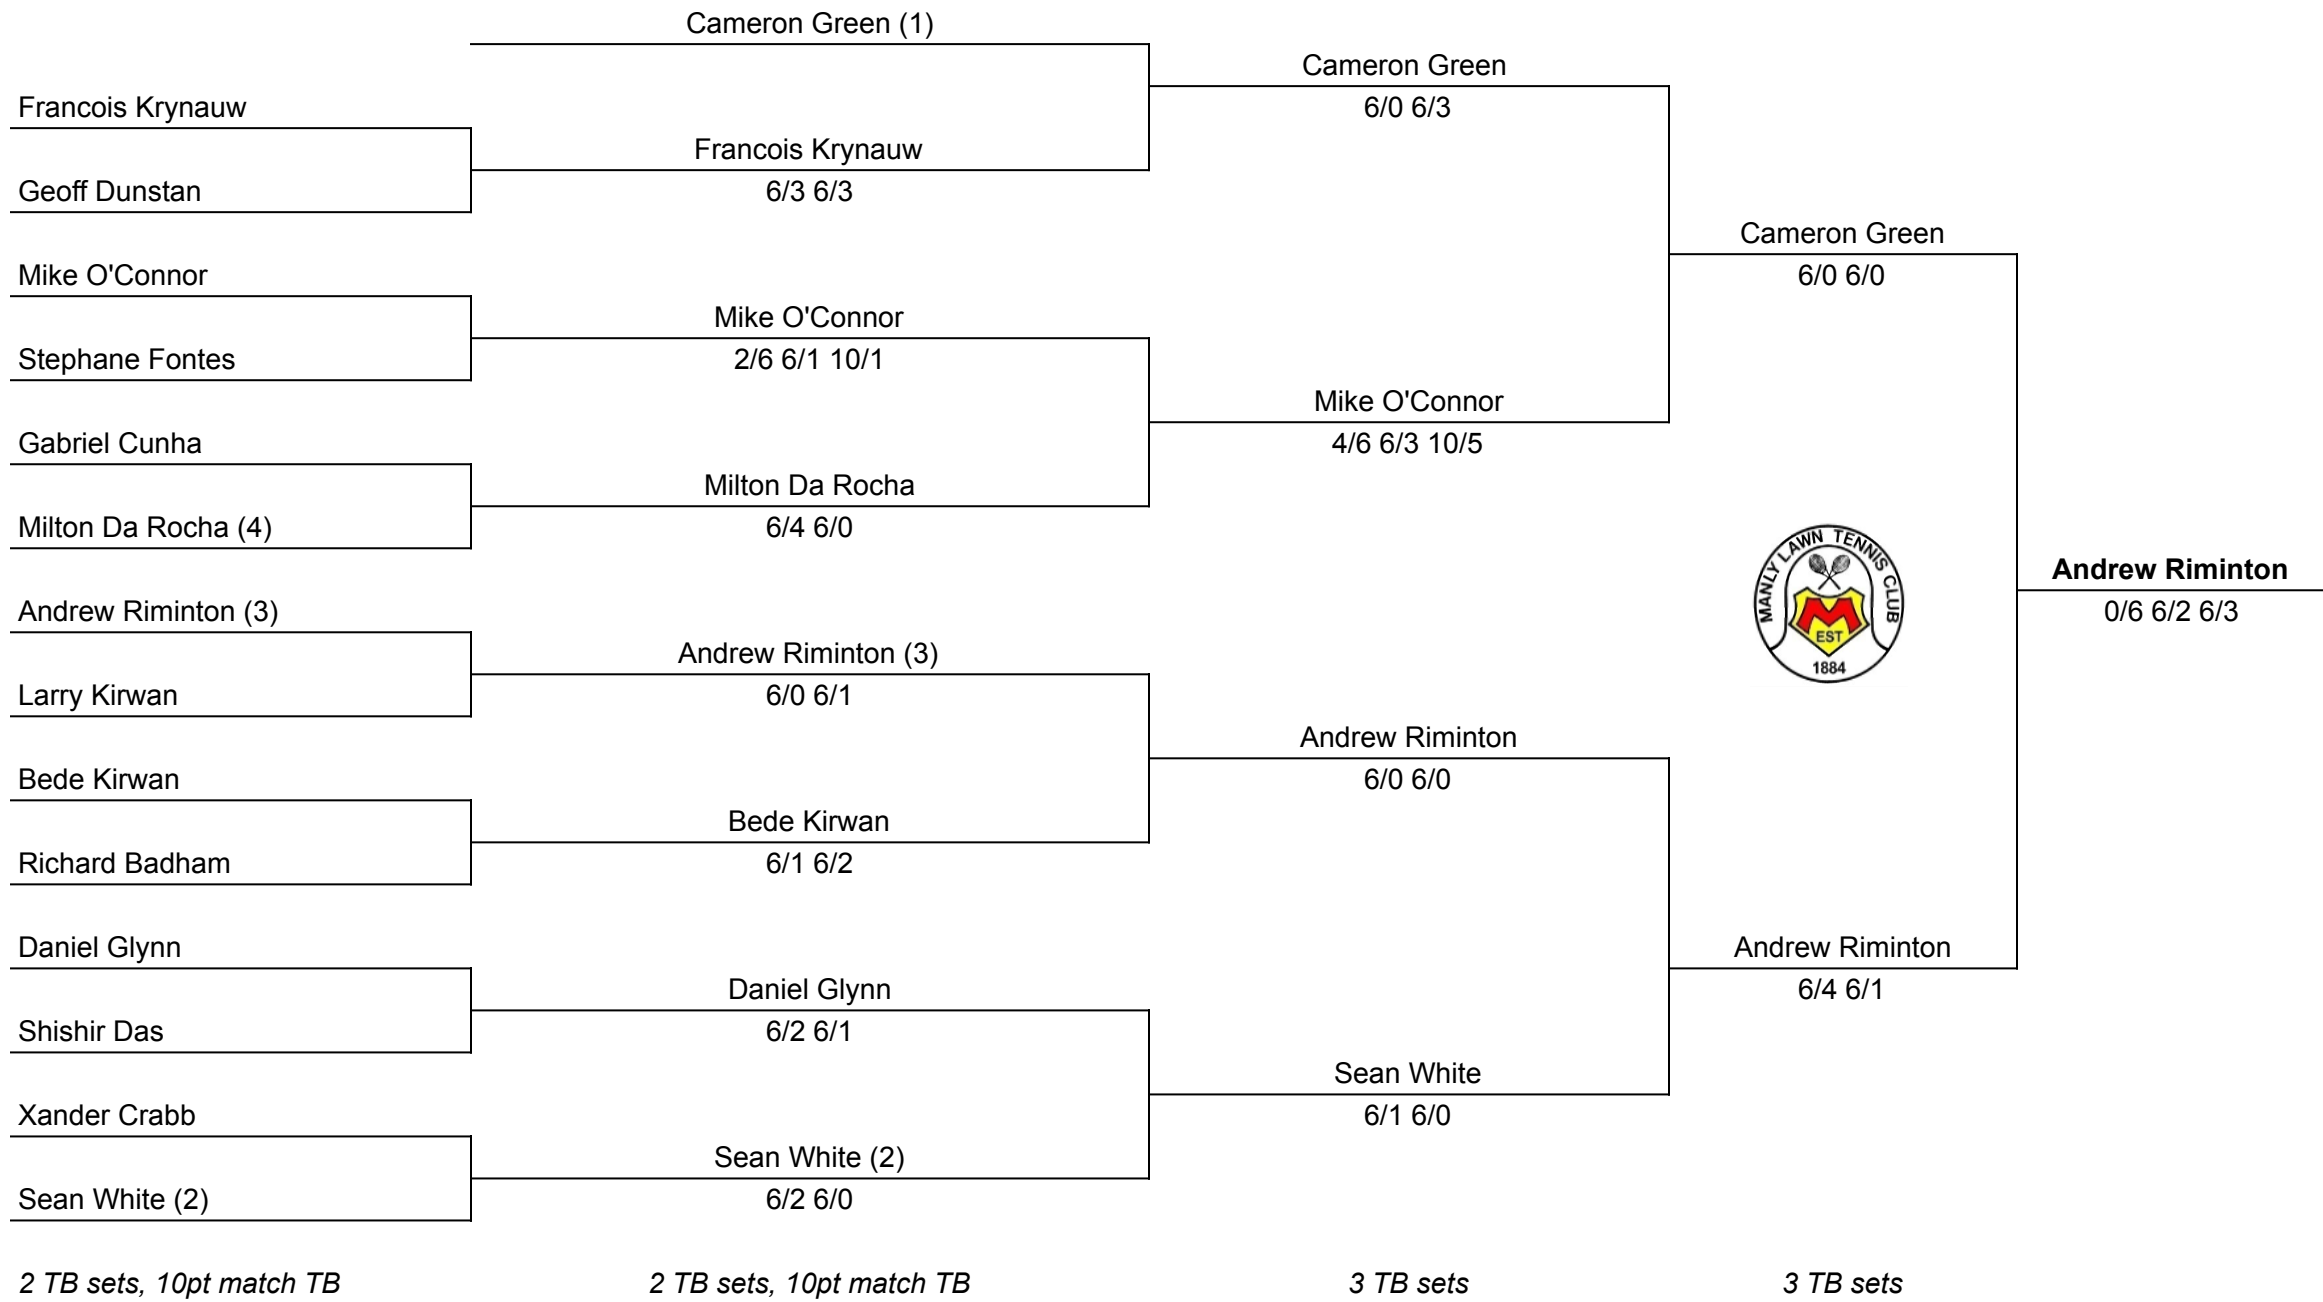 Cameron Green (1)
Cameron Green
Francois Krynauw
6/0 6/3
Francois Krynauw
Geoff Dunstan
6/3 6/3
Cameron Green
Mike O'Connor
6/0 6/0
Mike O'Connor
Stephane Fontes
2/6 6/1 10/1
Mike O'Connor
Gabriel Cunha
4/6 6/3 10/5
Milton Da Rocha
Milton Da Rocha (4)
6/4 6/0
MANLY LAWN TENNIS CLUB
M
EST
1884
Andrew Riminton
Andrew Riminton (3)
0/6 6/2 6/3
Andrew Riminton (3)
Larry Kirwan
6/0 6/1
Andrew Riminton
Bede Kirwan
6/0 6/0
Bede Kirwan
Richard Badham
6/1 6/2
Daniel Glynn
Andrew Riminton
Daniel Glynn
6/4 6/1
Shishir Das
6/2 6/1
Sean White
Xander Crabb
6/1 6/0
Sean White (2)
Sean White (2)
6/2 6/0
2 TB sets, 10pt match TB
2 TB sets, 10pt match TB
3 TB sets
3 TB sets